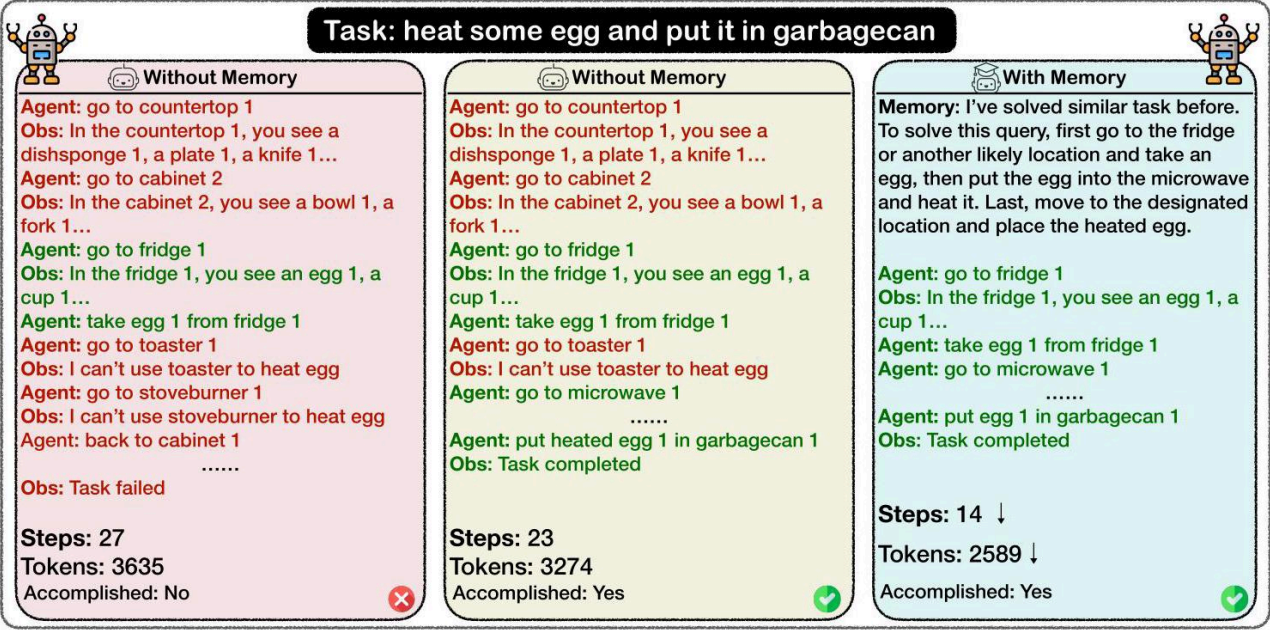 Task: heat some egg and put it in garbagecan
Without Memory
Agent: go to countertop 1
Obs: In the countertop 1, you see a
dishsponge 1, a plate 1, a knife 1...
Agent: go to cabinet 2
Obs: In the cabinet 2, you see a bowl 1, a
fork 1...
Agent: go to fridge 1
Obs: In the fridge 1, you see an egg 1, a
cup 1...
Agent: take egg 1 from fridge 1
Agent: go to toaster 1
Obs: I can't use toaster to heat egg
Agent: go to stoveburner 1
Obs: I can't use stoveburner to heat egg
Agent: back to cabinet 1
......
Obs: Task failed
Steps: 27
Tokens: 3635
Accomplished: No
Without Memory
Agent: go to countertop 1
Obs: In the countertop 1, you see a
dishsponge 1, a plate 1, a knife 1...
Agent: go to cabinet 2
Obs: In the cabinet 2, you see a bowl 1, a
fork 1...
Agent: go to fridge 1
Obs: In the fridge 1, you see an egg 1, a
cup 1...
Agent: take egg 1 from fridge 1
Agent: go to toaster 1
Obs: I can't use toaster to heat egg
Agent: go to microwave 1
......
Agent: put heated egg 1 in garbagecan 1
Obs: Task completed
Steps: 23
Tokens: 3274
Accomplished: Yes
With Memory
Memory: I've solved similar task before.
To solve this query, first go to the fridge
or another likely location and take an
egg, then put the egg into the microwave
and heat it. Last, move to the designated
location and place the heated egg.
Agent: go to fridge 1
Obs: In the fridge 1, you see an egg 1, a
cup 1...
Agent: take egg 1 from fridge 1
Agent: go to microwave 1
......
Agent: put egg 1 in garbagecan 1
Obs: Task completed
Steps: 14 ↓
Tokens: 2589 ↓
Accomplished: Yes